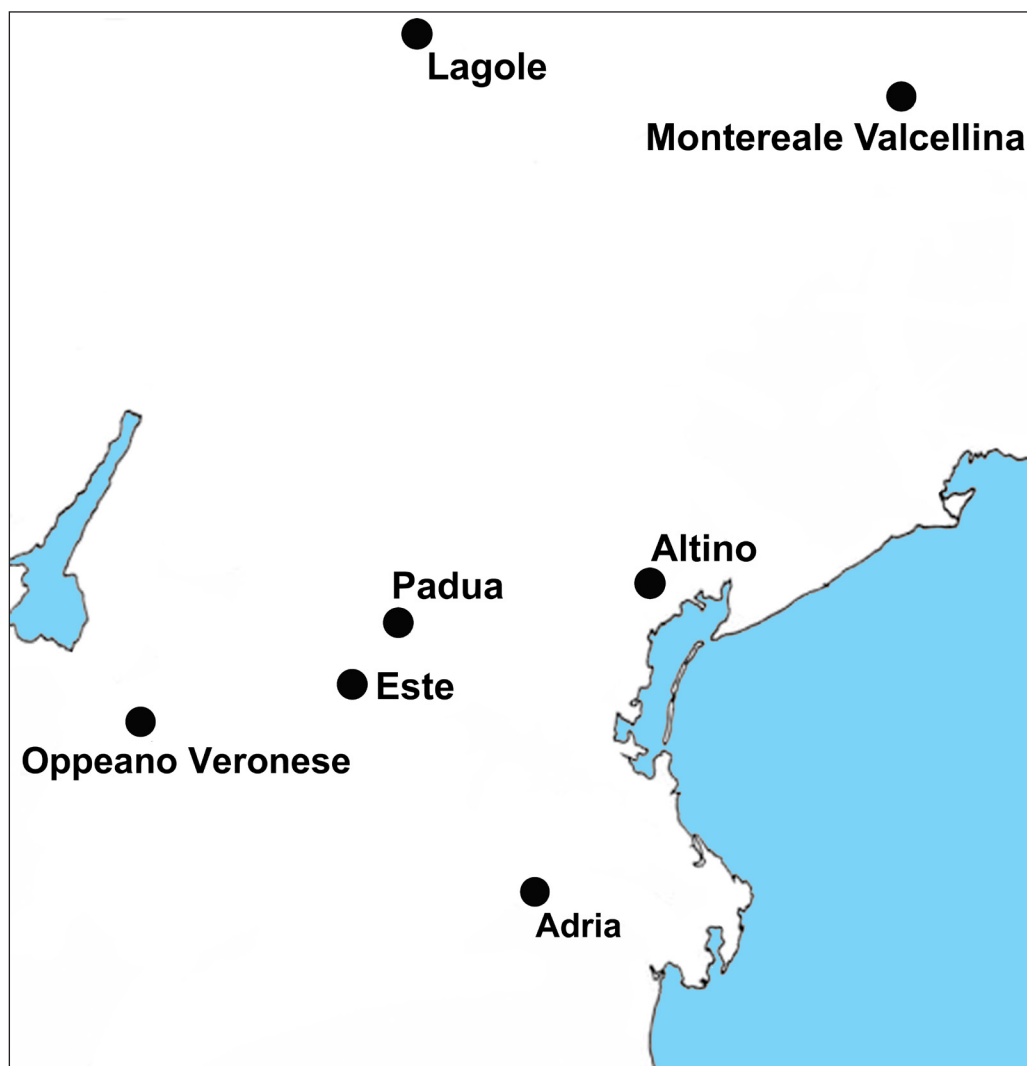 Lagole
Montereale Valcellina
Altino
Padua
Este
Oppeano Veronese
Adria